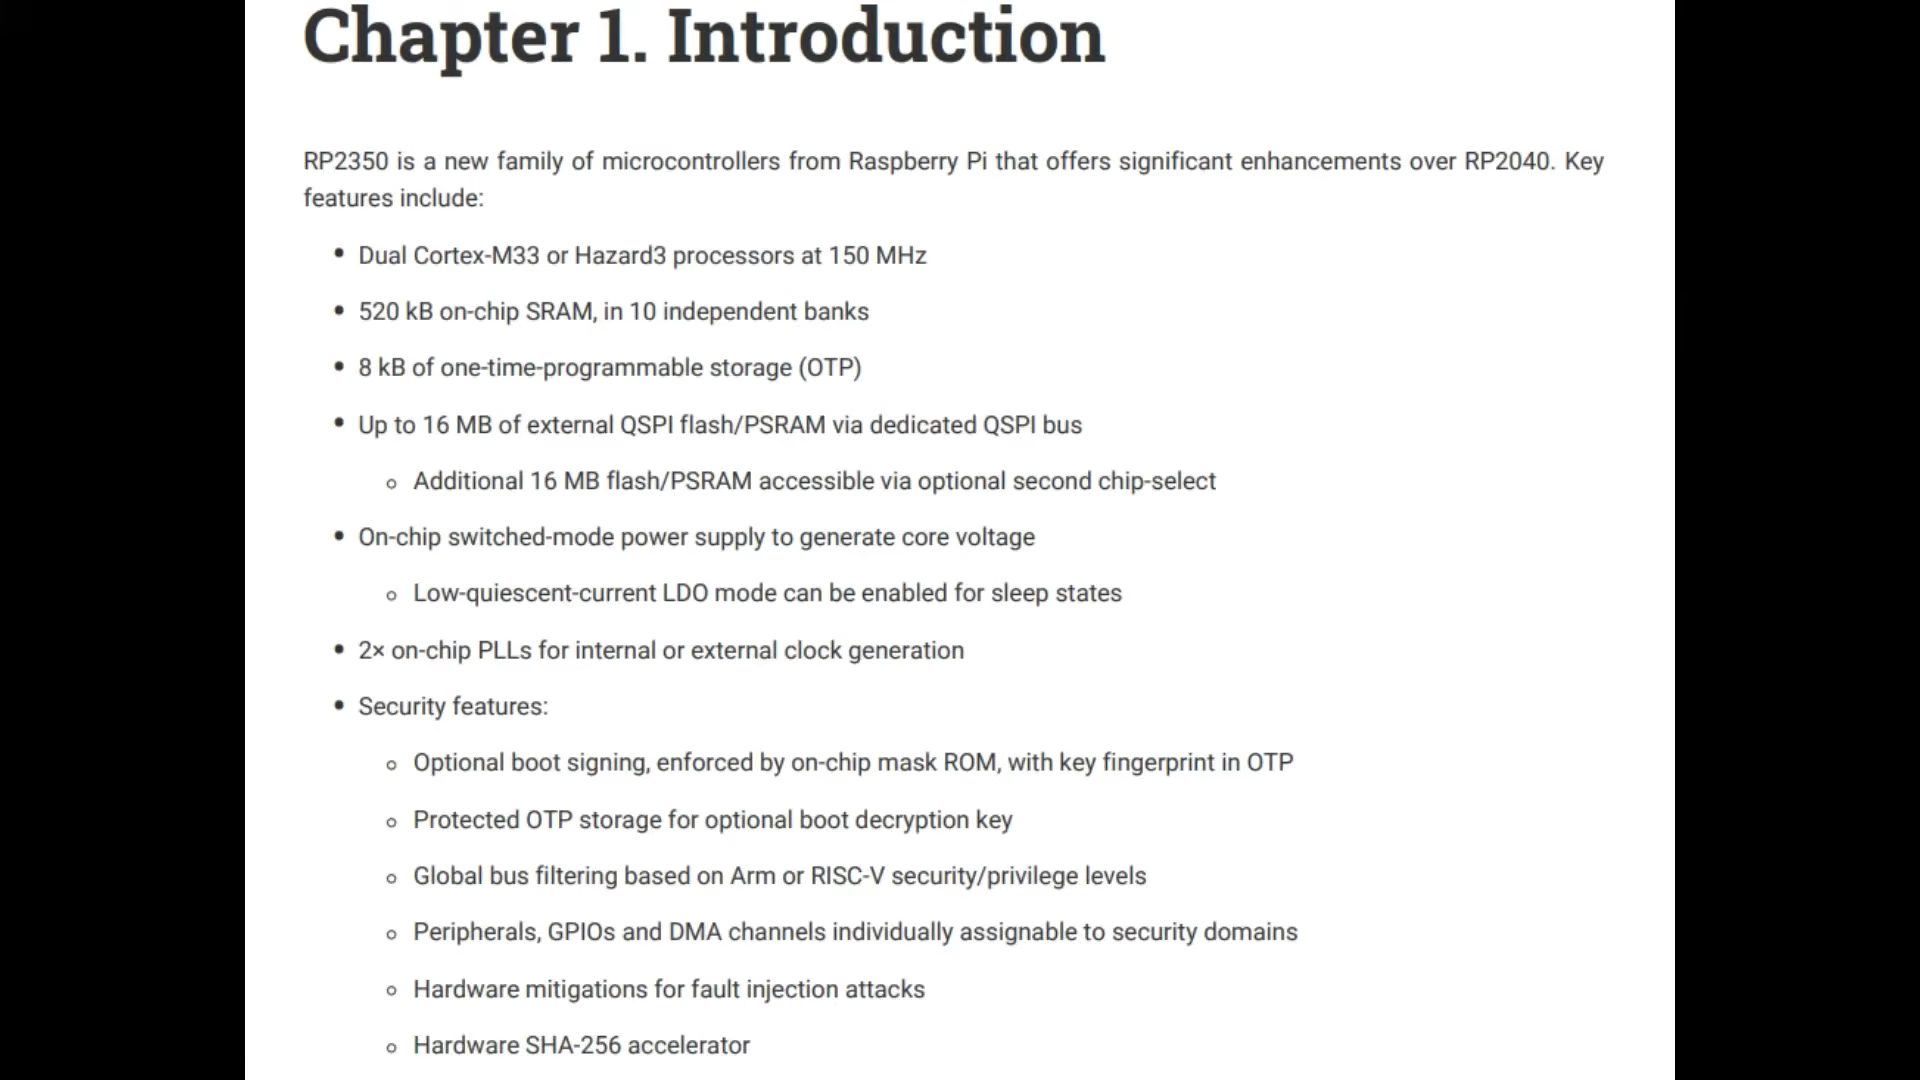 Chapter 1. Introduction
RP2350 is a new family of microcontrollers from Raspberry Pi that offers significant enhancements over RP2040. Key
features include:
• Dual Cortex-M33 or Hazard3 processors at 150 MHz
• 520 kB on-chip SRAM, in 10 independent banks
• 8 kB of one-time-programmable storage (OTP)
• Up to 16 MB of external QSPI flash/PSRAM via dedicated QSPI bus
◦ Additional 16 MB flash/PSRAM accessible via optional second chip-select
• On-chip switched-mode power supply to generate core voltage
◦ Low-quiescent-current LDO mode can be enabled for sleep states
• 2× on-chip PLLs for internal or external clock generation
• Security features:
◦ Optional boot signing, enforced by on-chip mask ROM, with key fingerprint in OTP
◦ Protected OTP storage for optional boot decryption key
◦ Global bus filtering based on Arm or RISC-V security/privilege levels
◦ Peripherals, GPIOs and DMA channels individually assignable to security domains
◦ Hardware mitigations for fault injection attacks
◦ Hardware SHA-256 accelerator